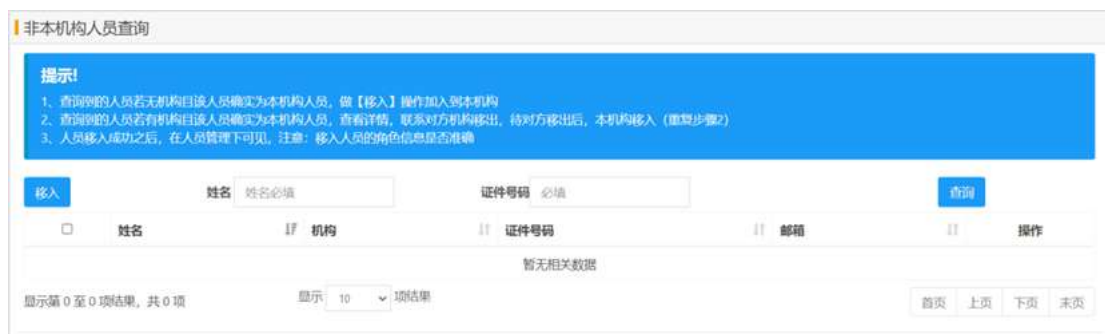 非本机构人员查询
提示!
1、查询到的人员若无机构且该人员确实为本机构人员，做【移入】操作加入到本机构
2、查询到的人员若有机构且该人员确实为本机构人员，查看详情，联系对方机构移出，待对方移出后，本机构移入（重复步骤2）
3、人员移入成功之后，在人员管理下可见，注意：移入人员的角色信息是否准确
移入 姓名 姓名必填 证件号码 必填 查询
姓名 机构 证件号码 邮箱 操作
暂无相关数据
显示第 0 至 0 项结果，共 0 项 显示 10 项结果 首页 上页 下页 末页